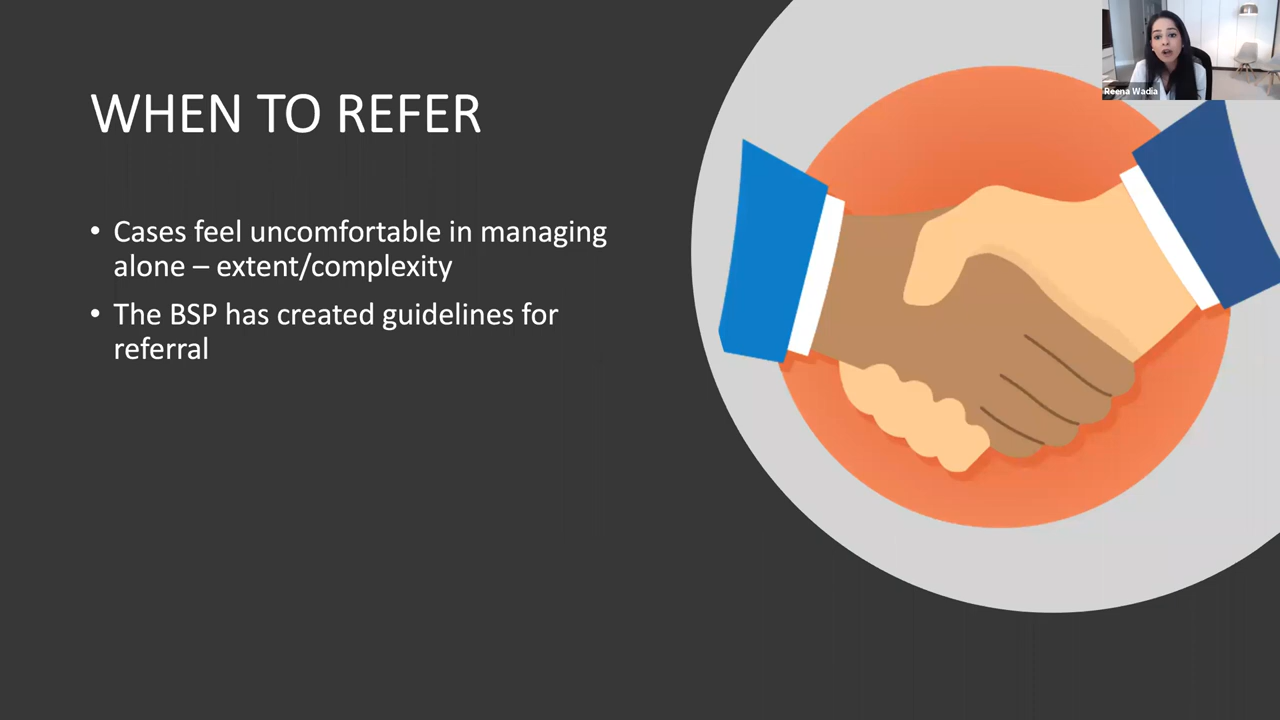 Reena Wadia
WHEN TO REFER
• Cases feel uncomfortable in managing
alone – extent/complexity
• The BSP has created guidelines for
referral